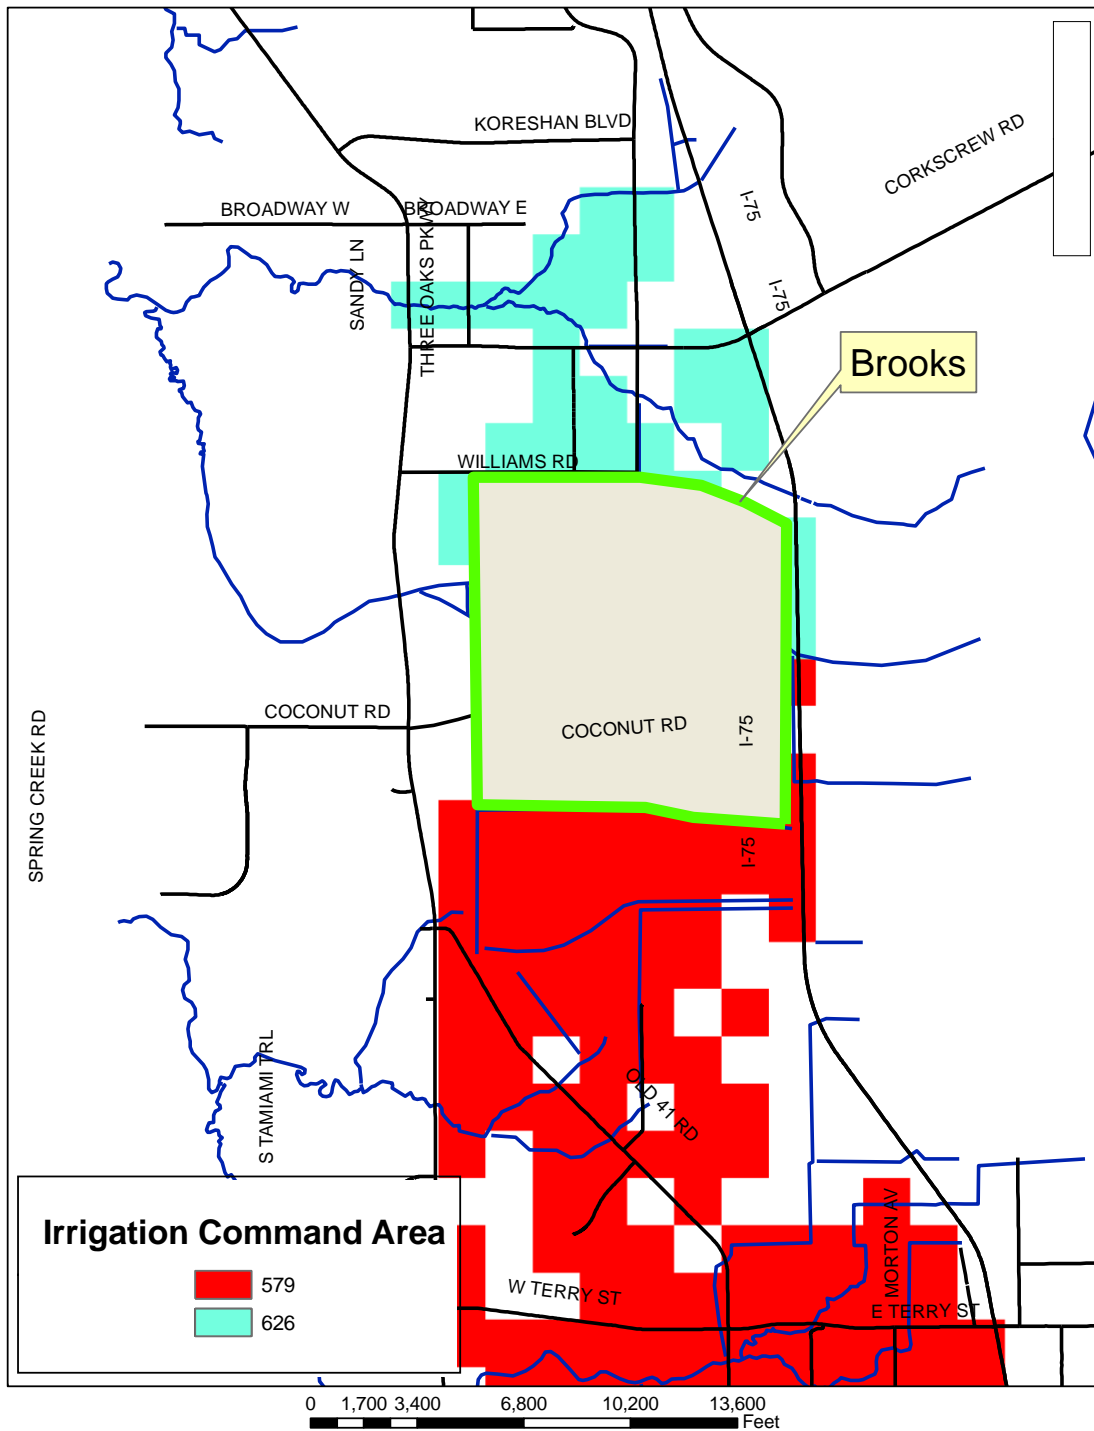 KORESHAN BLVD
CORKSCREW RD
BROADWAY W
BROADWAY E
I-75
SANDY LN
THREE OAKS PKWY
I-75
Brooks
WILLIAMS RD
COCONUT RD
COCONUT RD
I-75
SPRING CREEK RD
I-75
S TAMIAMI TRL
OLD 41 RD
Irrigation Command Area
579
626
MORTON AV
W TERRY ST
E TERRY ST
0 1,700 3,400 6,800 10,200 13,600
Feet